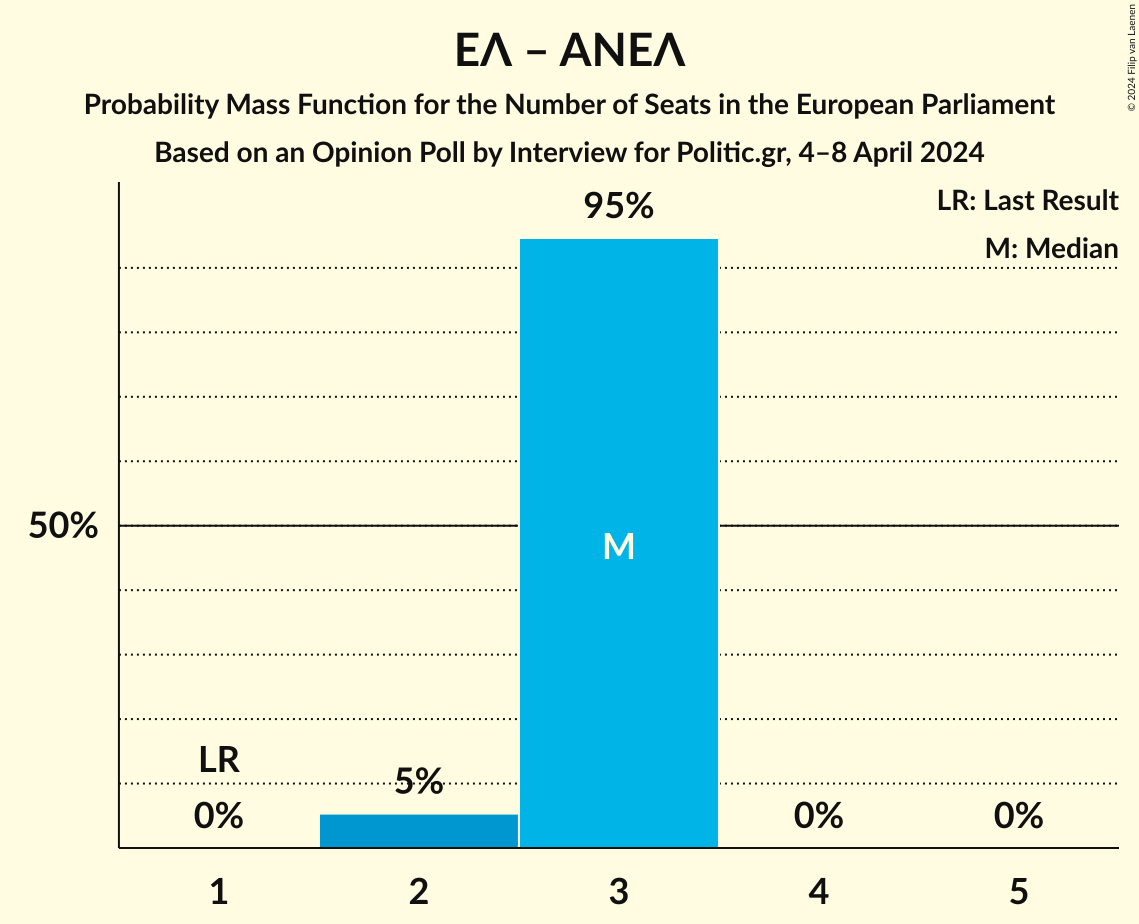 ΕΛ – ΑΝΕΛ
Probability Mass Function for the Number of Seats in the European Parliament
Based on an Opinion Poll by Interview for Politic.gr, 4–8 April 2024
© 2024 Filip van Laenen
LR: Last Result
M: Median
95%
50%
M
LR
0%
5%
0%
0%
1
2
3
4
5